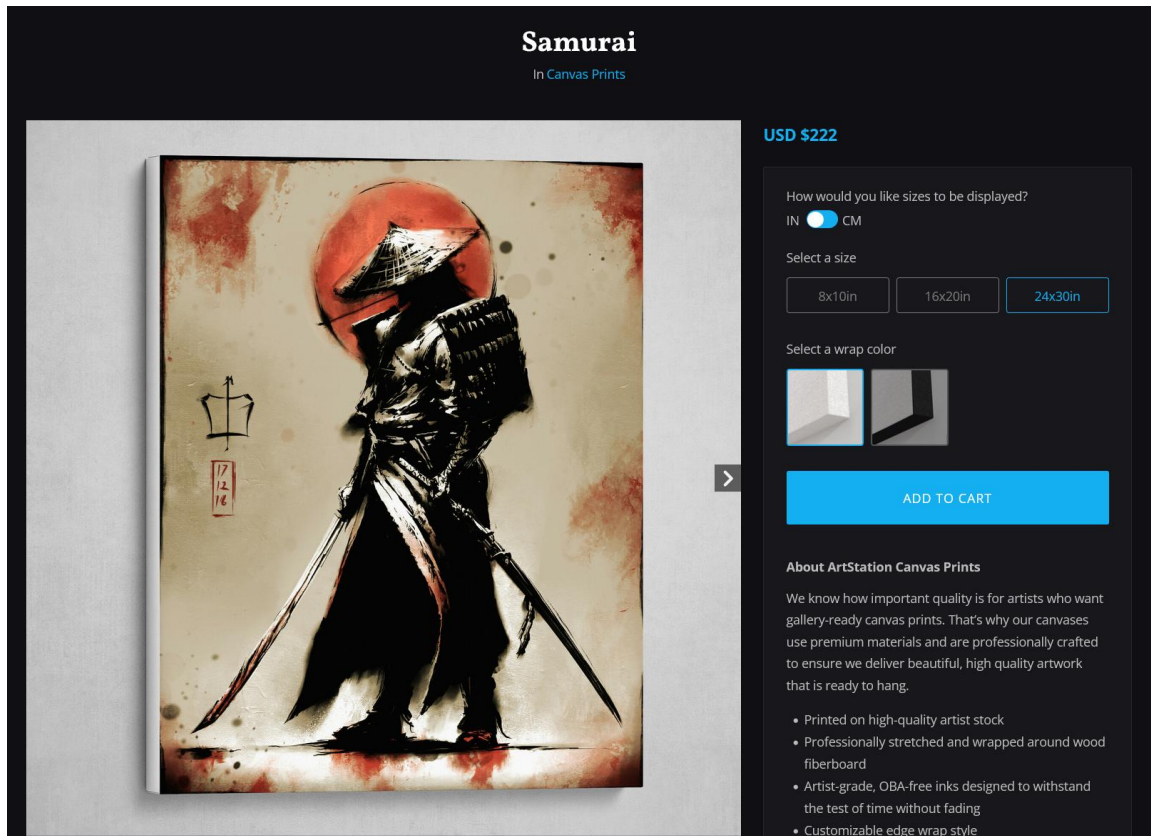 Samurai
In Canvas Prints
USD $222
How would you like sizes to be displayed?
IN CM
Select a size
8x10in 16x20in 24x30in
Select a wrap color
ADD TO CART
17
12
16
About ArtStation Canvas Prints
We know how important quality is for artists who want
gallery-ready canvas prints. That's why our canvases
use premium materials and are professionally crafted
to ensure we deliver beautiful, high quality artwork
that is ready to hang.
• Printed on high-quality artist stock
• Professionally stretched and wrapped around wood
fiberboard
• Artist-grade, OBA-free inks designed to withstand
the test of time without fading
• Customizable edge wrap style